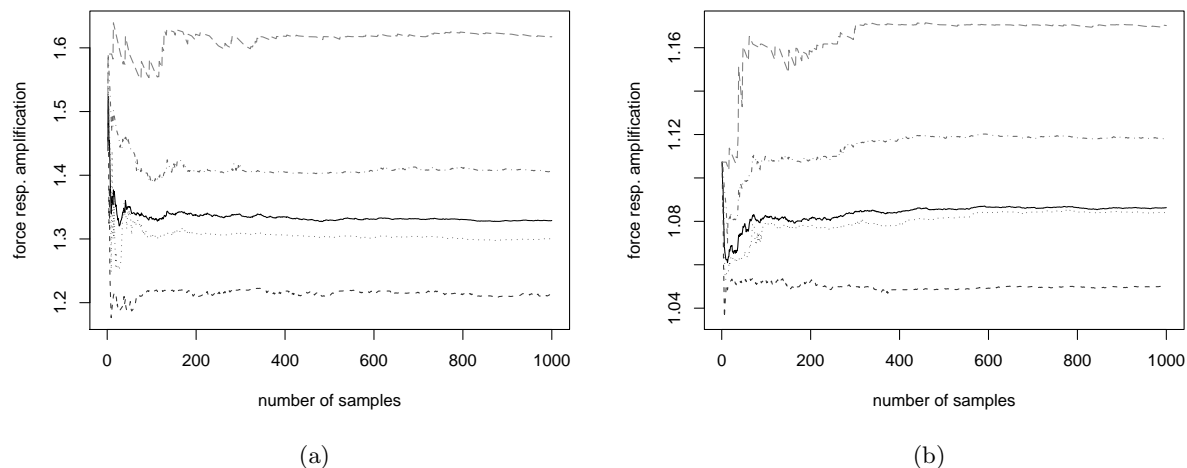 force resp. amplification
1.2 1.3 1.4 1.5 1.6
0 200 400 600 800 1000
number of samples
(a)
force resp. amplification
1.04 1.08 1.12 1.16
0 200 400 600 800 1000
number of samples
(b)